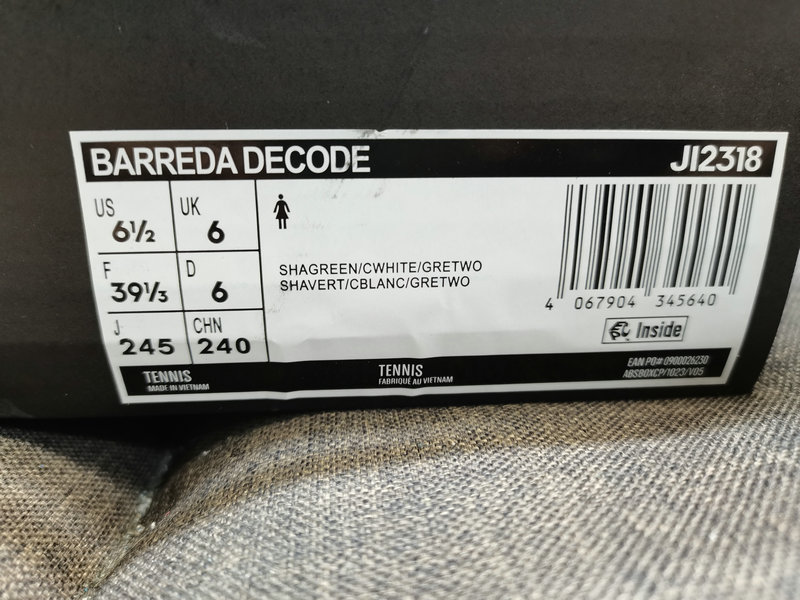 BARREDA DECODE JI2318
US 6½ UK 6
F 39⅓ D 6
J 245 CHN 240
SHAGREEN/CWHITE/GRETWO
SHAVERT/CBLANC/GRETWO
4 067904 345640
Inside
TENNIS
MADE IN VIETNAM
TENNIS
FABRIQUÉ AU VIETNAM
EAN PO# 0900026230
ABSBOXCP/1023/V05